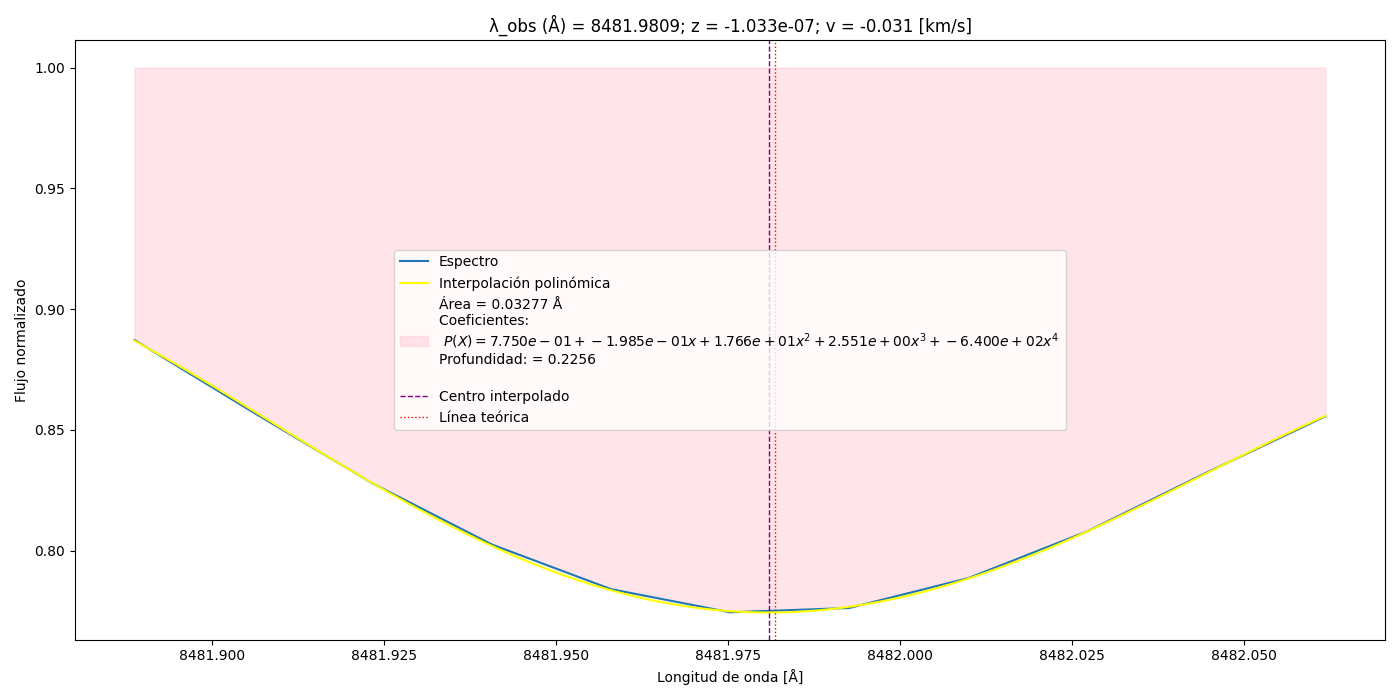 λ_obs (Å) = 8481.9809; z = -1.033e-07; v = -0.031 [km/s]
1.00
0.95
0.90
0.85
0.80
Flujo normalizado
Espectro
Interpolación polinómica
Área = 0.03277 Å
Coeficientes:
P(X) = 7.750e − 01 + −1.985e − 01x + 1.766e + 01x² + 2.551e + 00x³ + −6.400e + 02x⁴
Profundidad: = 0.2256
Centro interpolado
Línea teórica
8481.900 8481.925 8481.950 8481.975 8482.000 8482.025 8482.050
Longitud de onda [Å]